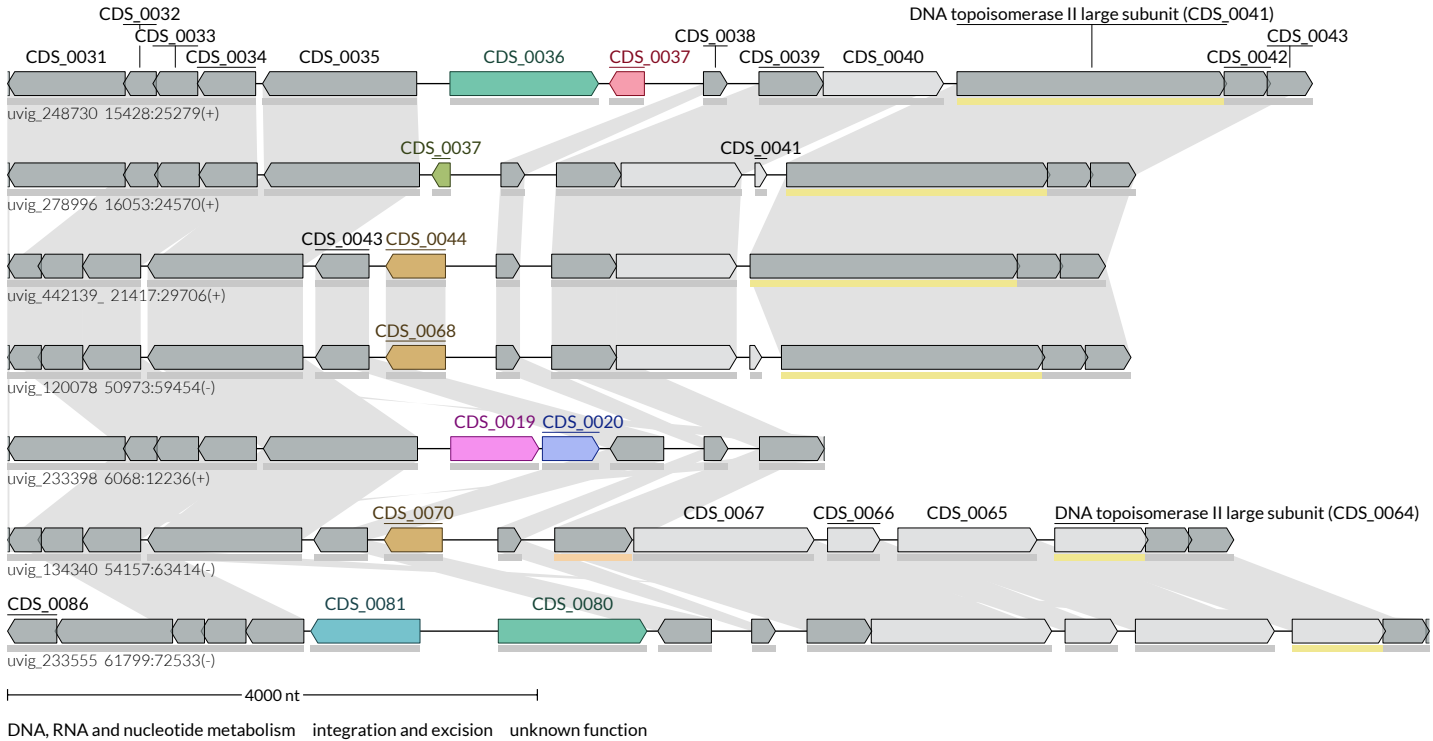 CDS_0032
DNA topoisomerase II large subunit (CDS_0041)
CDS_0033 CDS_0038 CDS_0043
CDS_0031 CDS_0034 CDS_0035 CDS_0036 CDS_0037 CDS_0039 CDS_0040 CDS_0042
uvig_248730 15428:25279(+)
CDS_0037 CDS_0041
uvig_278996 16053:24570(+)
CDS_0043 CDS_0044
uvig_442139_ 21417:29706(+)
CDS_0068
uvig_120078 50973:59454(-)
CDS_0019 CDS_0020
uvig_233398 6068:12236(+)
CDS_0070 CDS_0067 CDS_0066 CDS_0065 DNA topoisomerase II large subunit (CDS_0064)
uvig_134340 54157:63414(-)
CDS_0086 CDS_0081 CDS_0080
uvig_233555 61799:72533(-)
4000 nt
DNA, RNA and nucleotide metabolism integration and excision unknown function